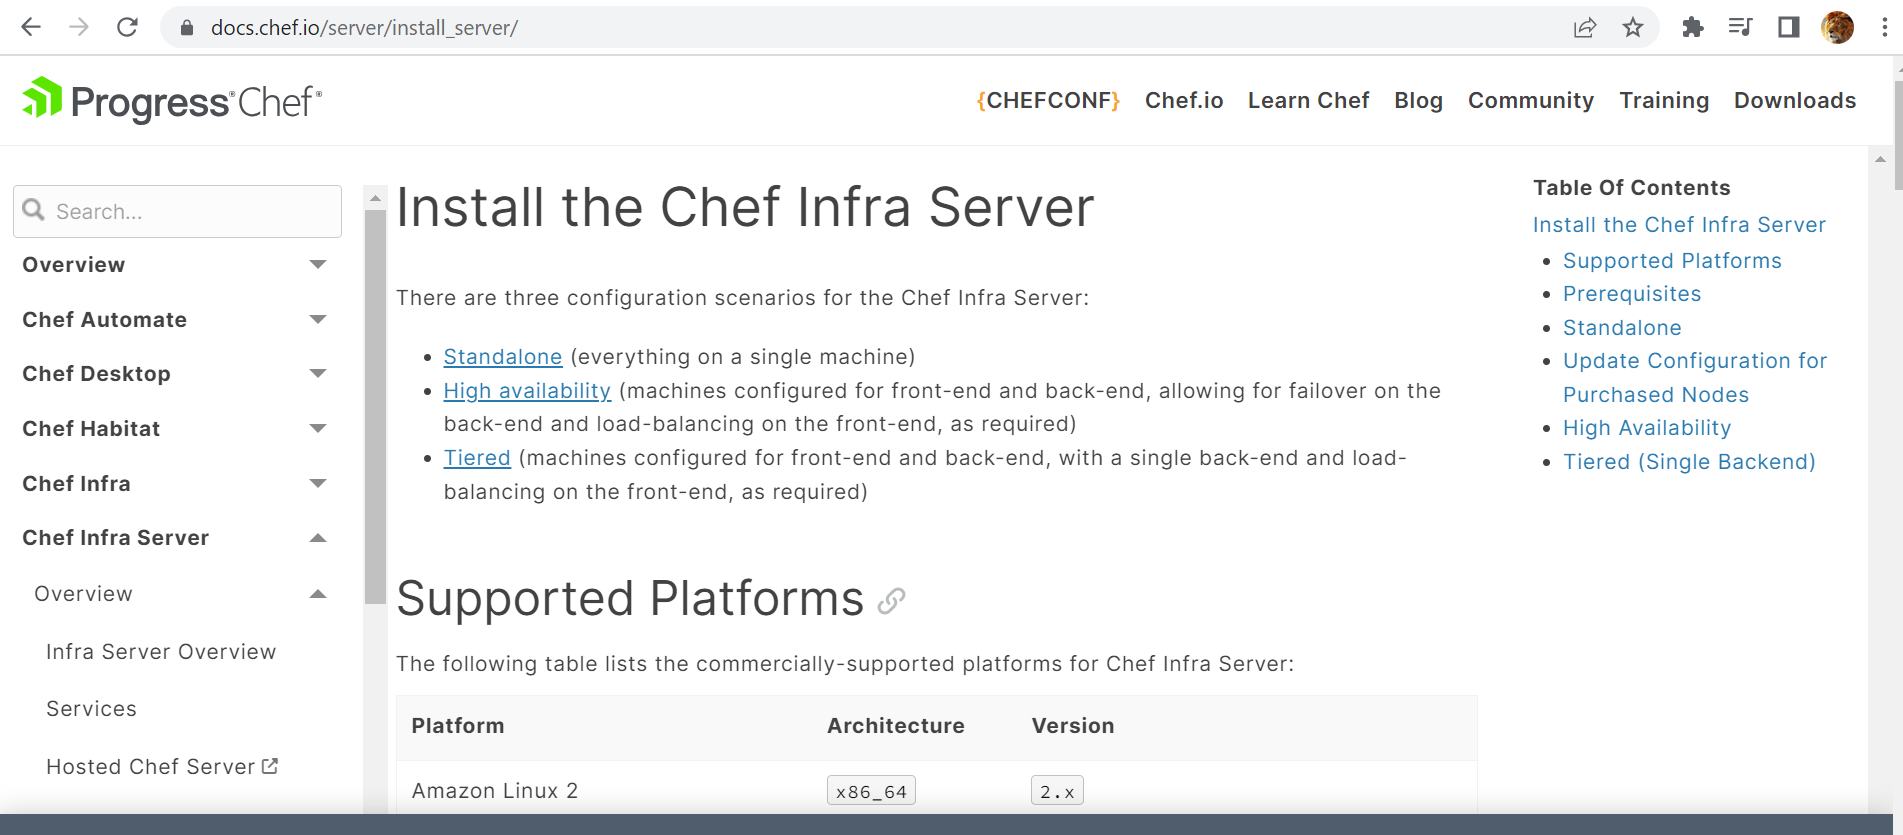 docs.chef.io/server/install_server/
Progress® Chef®
{CHEFCONF} Chef.io Learn Chef Blog Community Training Downloads
Search...
Overview
Chef Automate
Chef Desktop
Chef Habitat
Chef Infra
Chef Infra Server
Overview
Infra Server Overview
Services
Hosted Chef Server
Install the Chef Infra Server
There are three configuration scenarios for the Chef Infra Server:
• Standalone (everything on a single machine)
• High availability (machines configured for front-end and back-end, allowing for failover on the
back-end and load-balancing on the front-end, as required)
• Tiered (machines configured for front-end and back-end, with a single back-end and load-
balancing on the front-end, as required)
Supported Platforms
The following table lists the commercially-supported platforms for Chef Infra Server:
Platform Architecture Version
Amazon Linux 2 x86_64 2.x
Table Of Contents
Install the Chef Infra Server
• Supported Platforms
• Prerequisites
• Standalone
• Update Configuration for
Purchased Nodes
• High Availability
• Tiered (Single Backend)